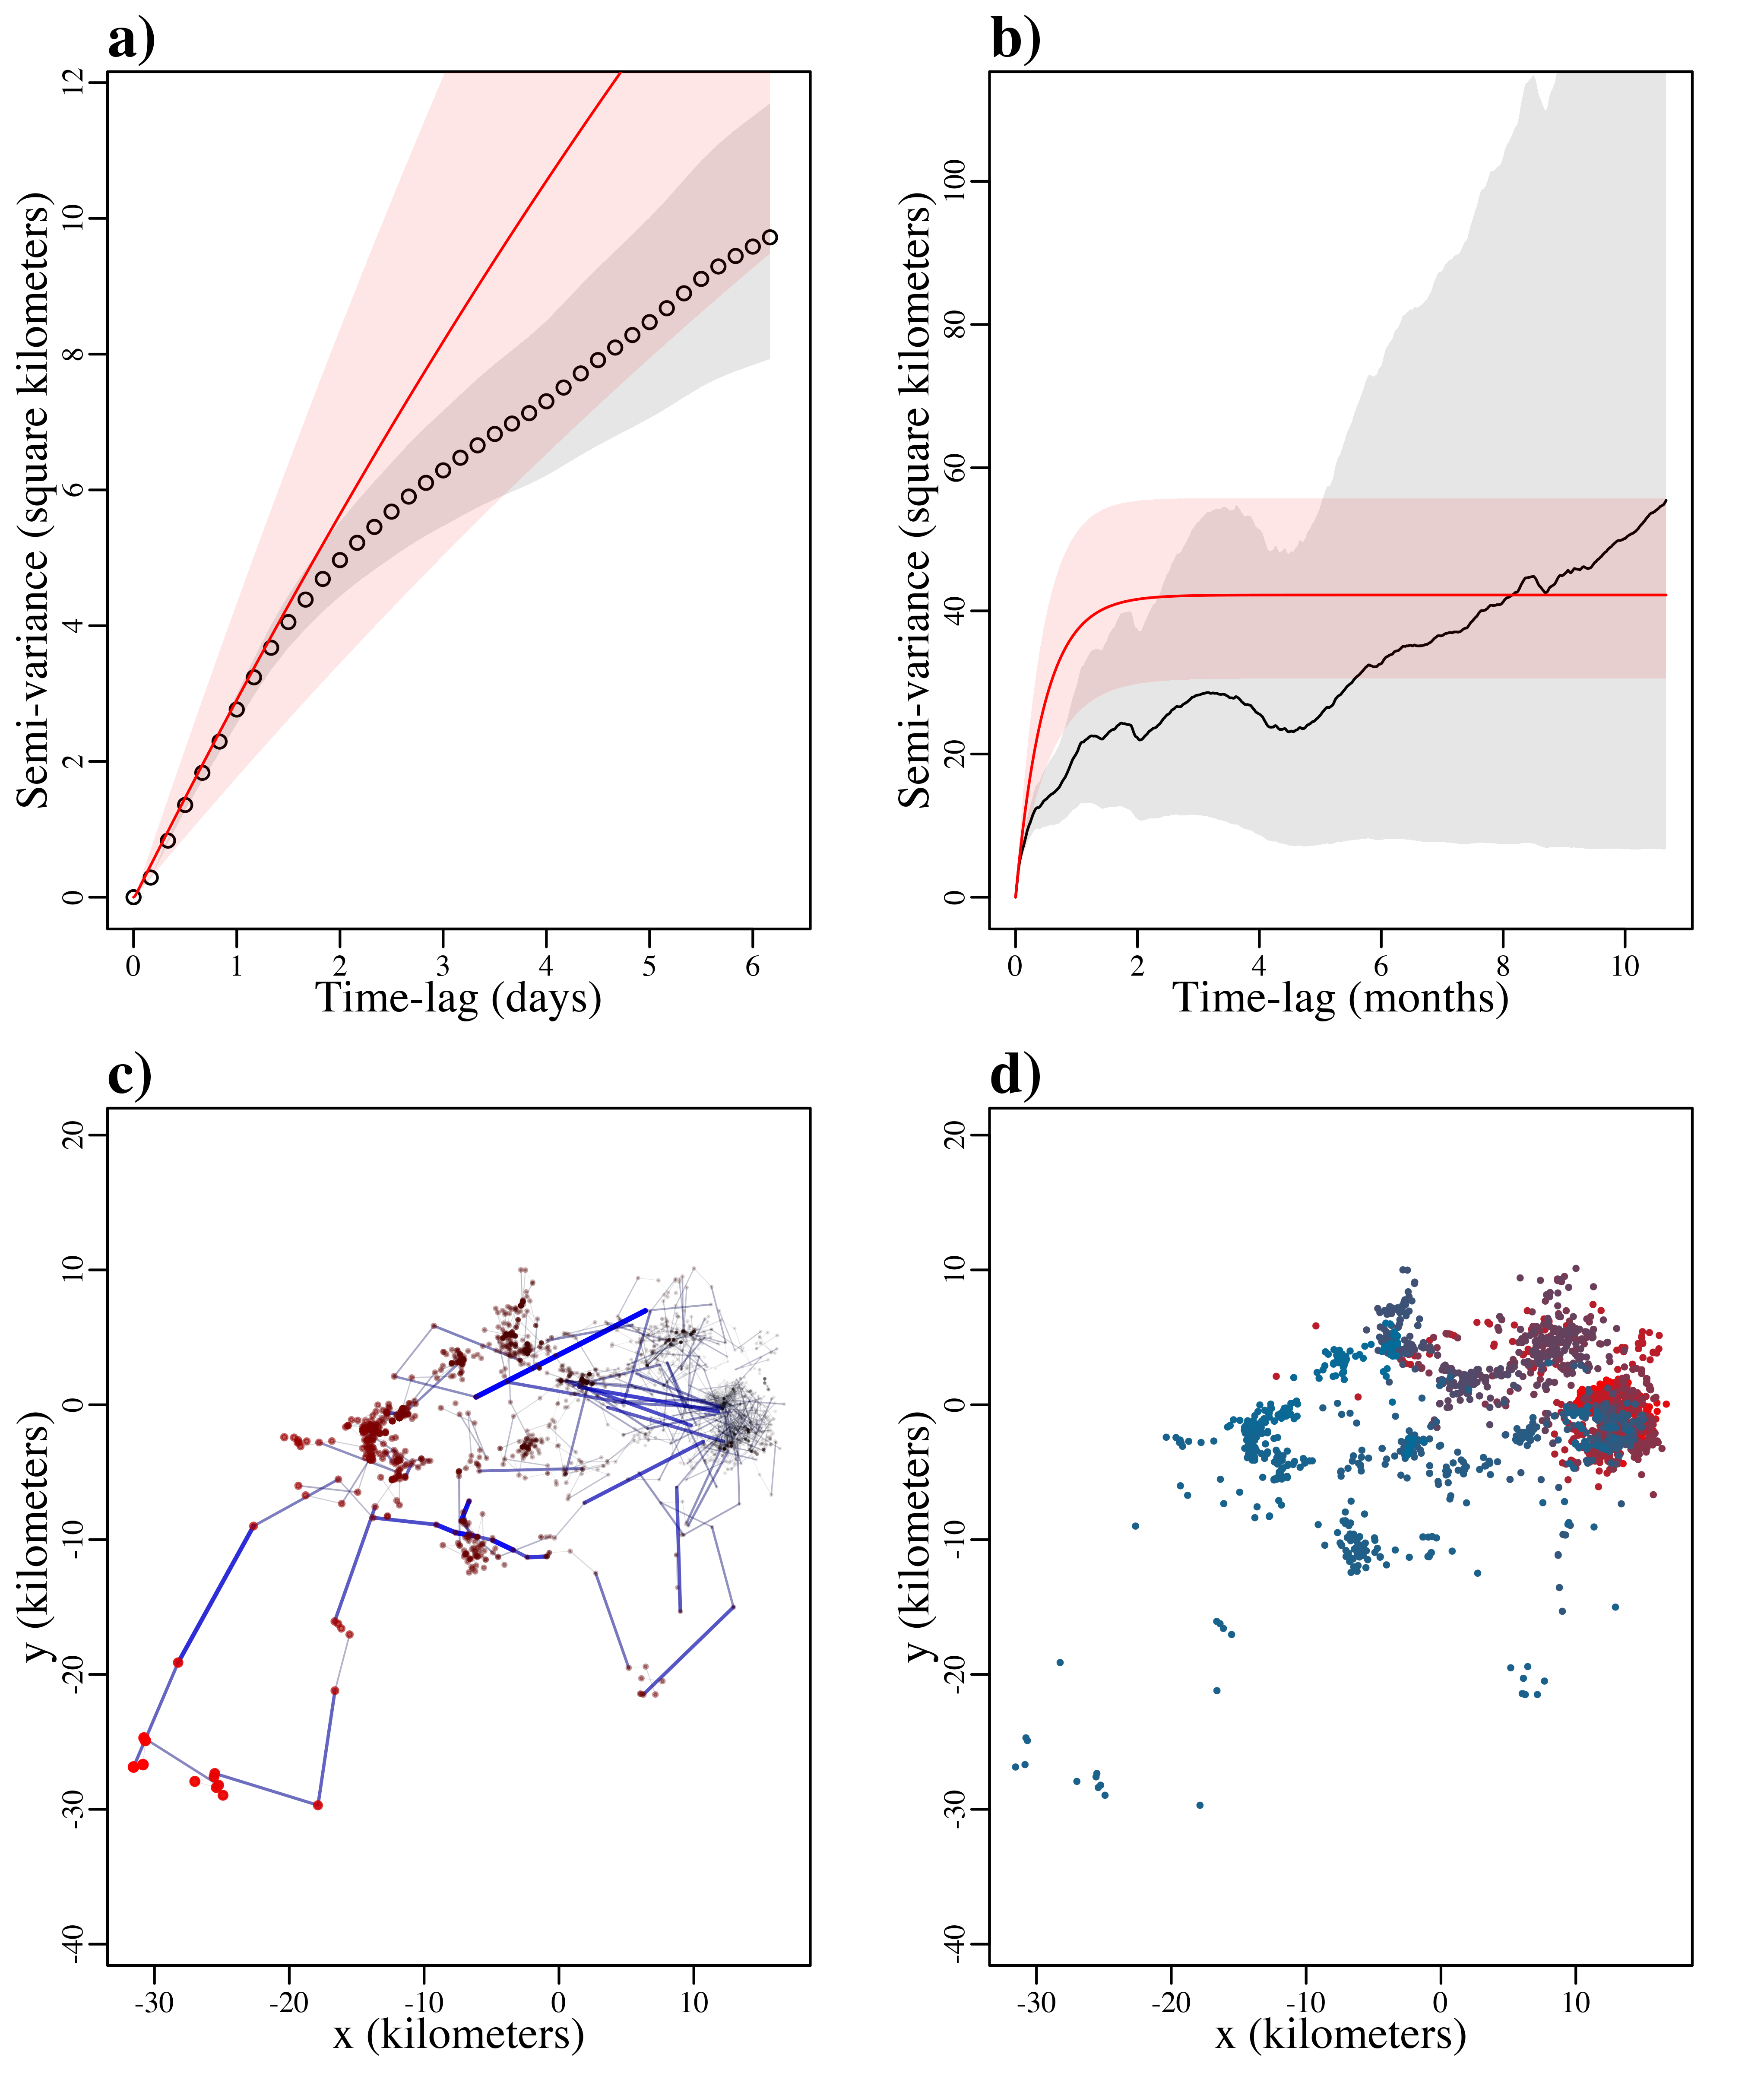 a)
Semi-variance (square kilometers)
12
10
8
6
4
2
0
0 1 2 3 4 5 6
Time-lag (days)
b)
Semi-variance (square kilometers)
100
80
60
40
20
0
0 2 4 6 8 10
Time-lag (months)
c)
y (kilometers)
20
10
0
-10
-20
-30
-40
-30 -20 -10 0 10
x (kilometers)
d)
y (kilometers)
20
10
0
-10
-20
-30
-40
-30 -20 -10 0 10
x (kilometers)